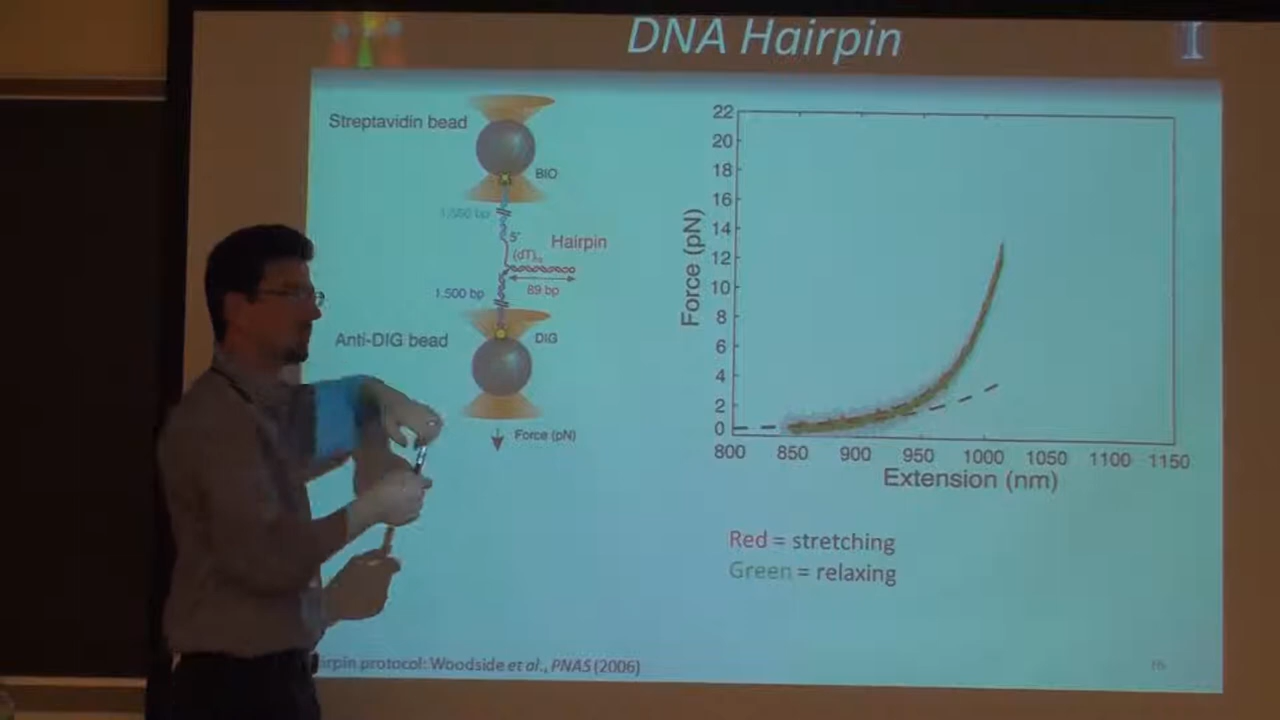 DNA Hairpin
I
Streptavidin bead
BIO
1,500 bp
5'
Hairpin
(dT)
89 bp
1,500 bp
Anti-DIG bead
DIG
Force (pN)
22
20
18
16
14
12
10
8
6
4
2
0
Force (pN)
800 850 900 950 1000 1050 1100 1150
Extension (nm)
Red = stretching
Green = relaxing
irpin protocol: Woodside et al., PNAS (2006)
16